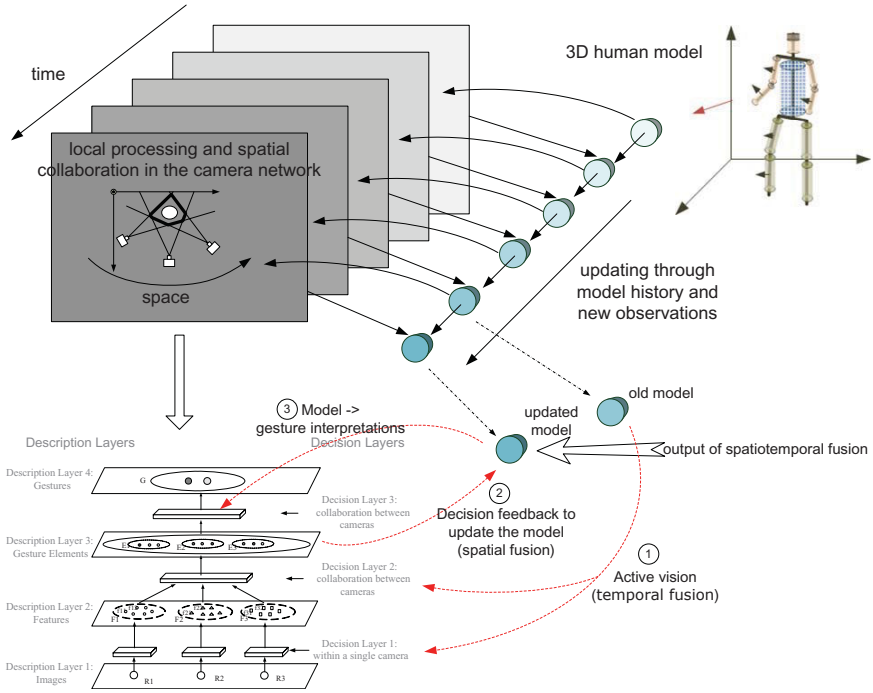 time
3D human model
local processing and spatial
collaboration in the camera network
space
updating through
model history and
new observations
old model
updated
model
output of spatiotemporal fusion
3 Model ->
gesture interpretations
Description Layers
Decision Layers
2
Decision feedback to
update the model
(spatial fusion)
1
Active vision
(temporal fusion)
Description Layer 4:
Gestures
G
Decision Layer 3:
collaboration between
cameras
Description Layer 3:
Gesture Elements
E1 E2 E3
Decision Layer 2:
collaboration between
cameras
Description Layer 2:
Features
F1 F2 F3
Decision Layer 1:
within a single camera
Description Layer 1:
Images
R1 R2 R3